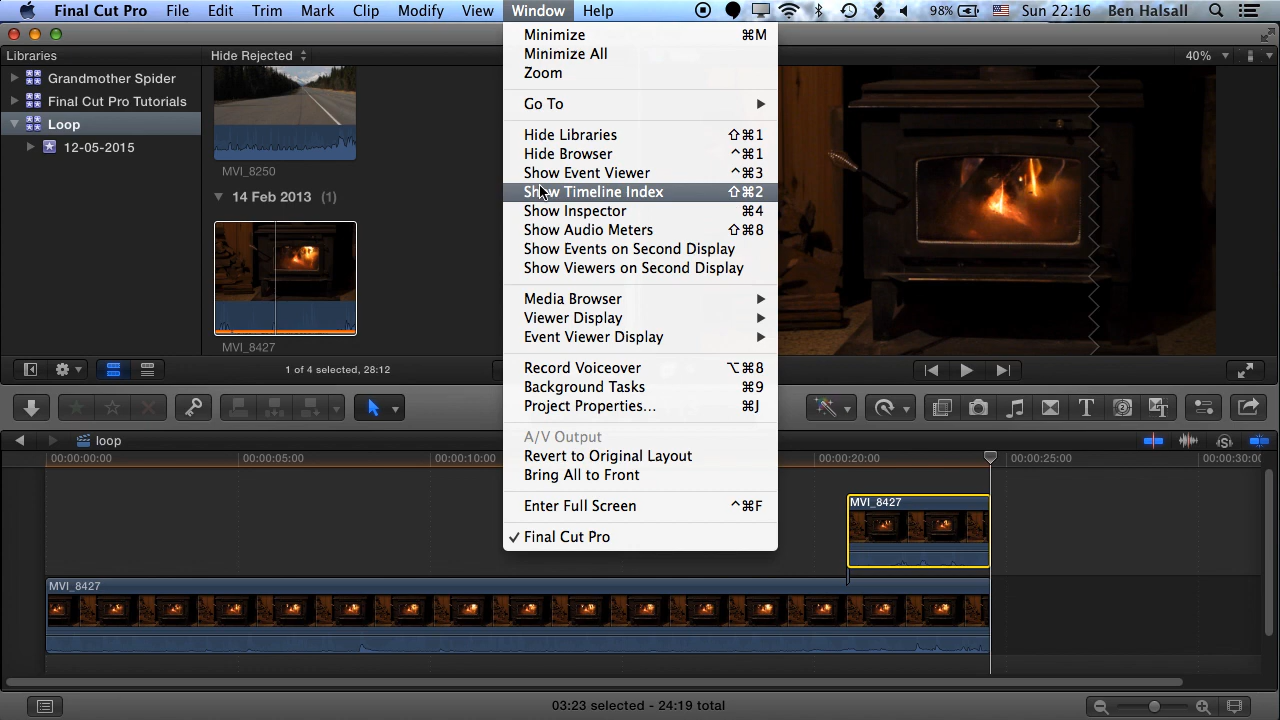 Final Cut Pro File Edit Trim Mark Clip Modify View Window Help 98% Sun 22:16 Ben Halsall
Libraries
Hide Rejected
40%
Grandmother Spider
Final Cut Pro Tutorials
Loop
12-05-2015
MVI_8250
14 Feb 2013 (1)
MVI_8427
1 of 4 selected, 28:12
Minimize ⌘M
Minimize All
Zoom
Go To
Hide Libraries ⇧⌘1
Hide Browser ^⌘1
Show Event Viewer ^⌘3
Show Timeline Index ⇧⌘2
Show Inspector ⌘4
Show Audio Meters ⇧⌘8
Show Events on Second Display
Show Viewers on Second Display
Media Browser
Viewer Display
Event Viewer Display
Record Voiceover ⌥⌘8
Background Tasks ⌘9
Project Properties… ⌘J
A/V Output
Revert to Original Layout
Bring All to Front
Enter Full Screen ^⌘F
✓ Final Cut Pro
loop
00:00:00:00 00:00:05:00 00:00:10:00 00:00:20:00 00:00:25:00 00:00:30:0
MVI_8427
MVI_8427
03:23 selected - 24:19 total